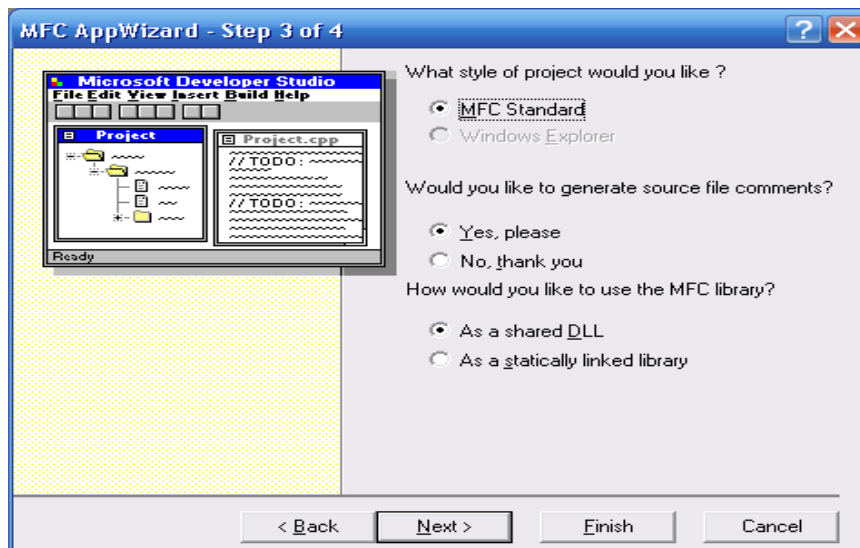 MFC AppWizard - Step 3 of 4
Microsoft Developer Studio
File Edit View Insert Build Help
Project
Project.cpp
//TODO:
//TODO:
Ready
What style of project would you like ?
MFC Standard
Windows Explorer
Would you like to generate source file comments?
Yes, please
No, thank you
How would you like to use the MFC library?
As a shared DLL
As a statically linked library
< Back
Next >
Finish
Cancel